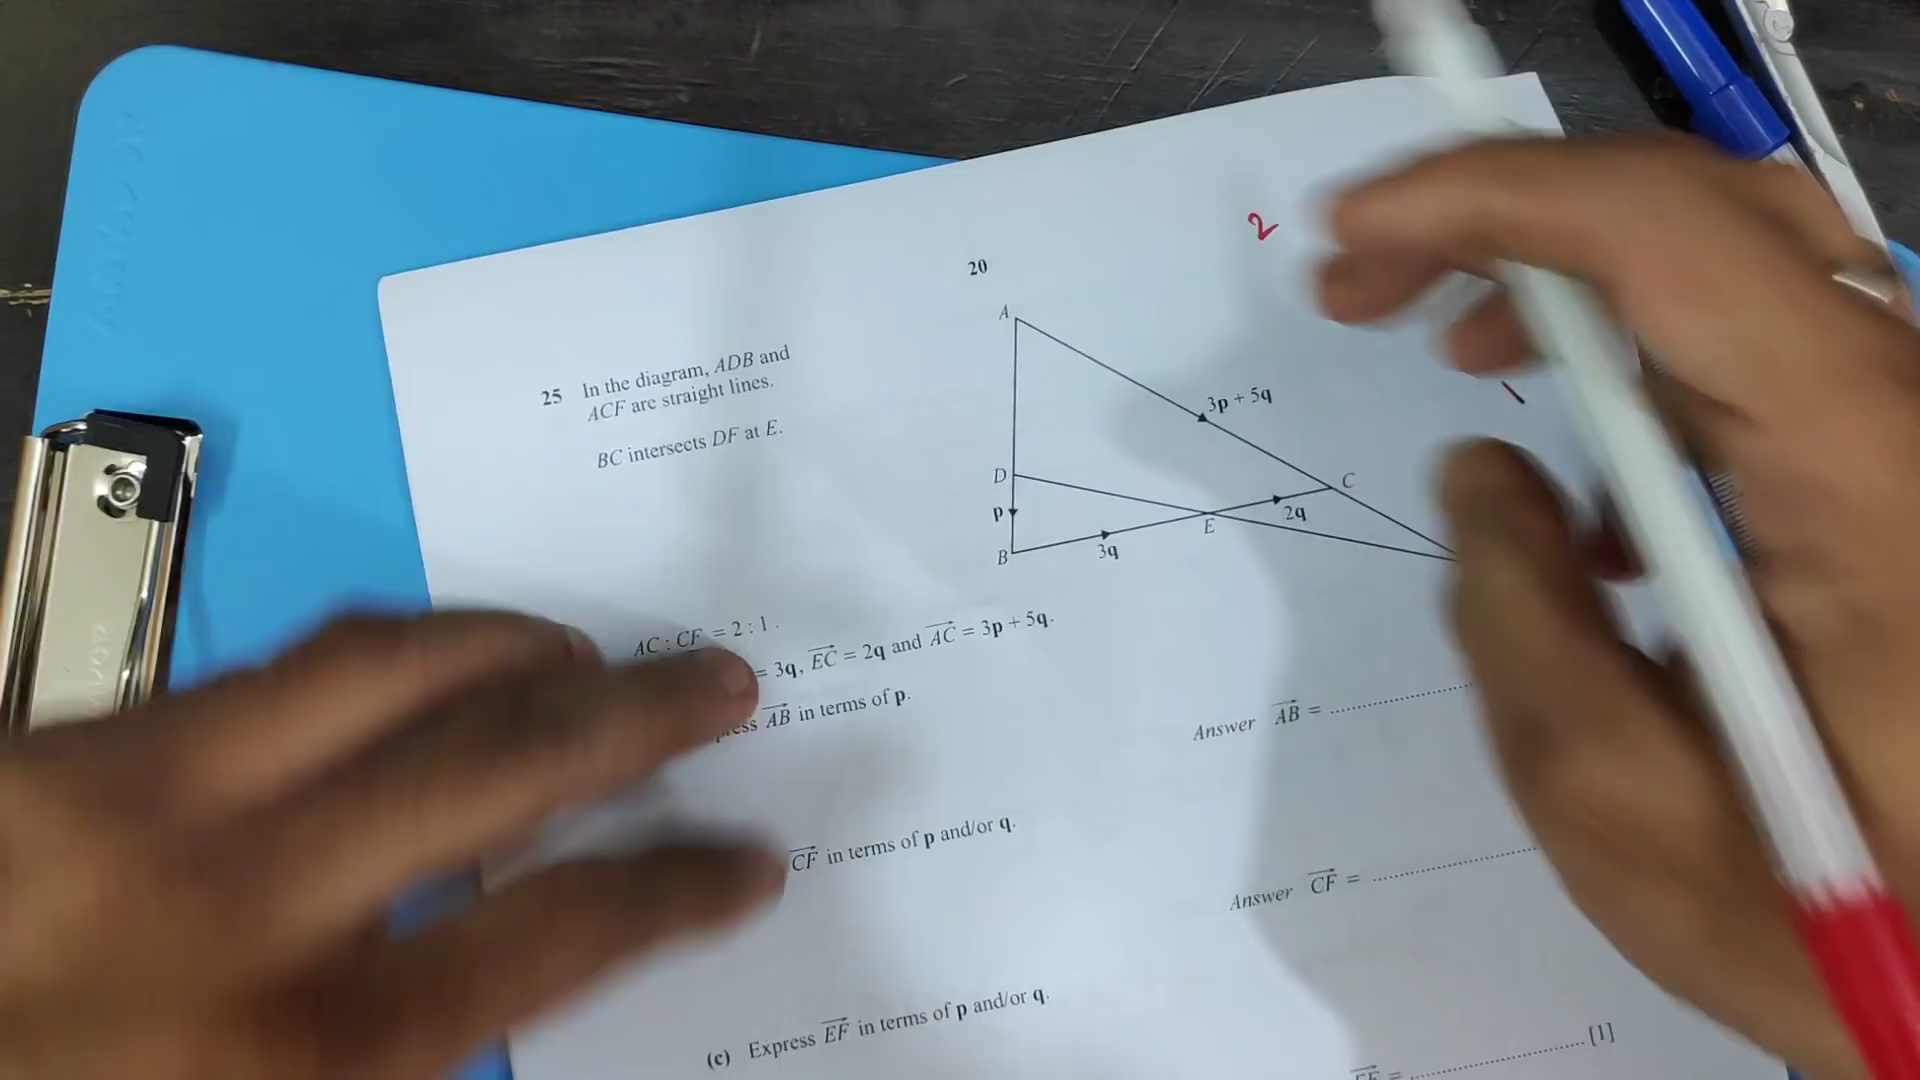 2
20
25 In the diagram, ADB and
ACF are straight lines.
BC intersects DF at E.
A
3p + 5q
D
C
p
2q
E
B
3q
AC : CF = 2 : 1 .
= 3q, EC = 2q and AC = 3p + 5q.
AB in terms of p.
Answer AB = ........................
CF in terms of p and/or q.
Answer CF = ........................
(c) Express EF in terms of p and/or q.
= ........................ [1]